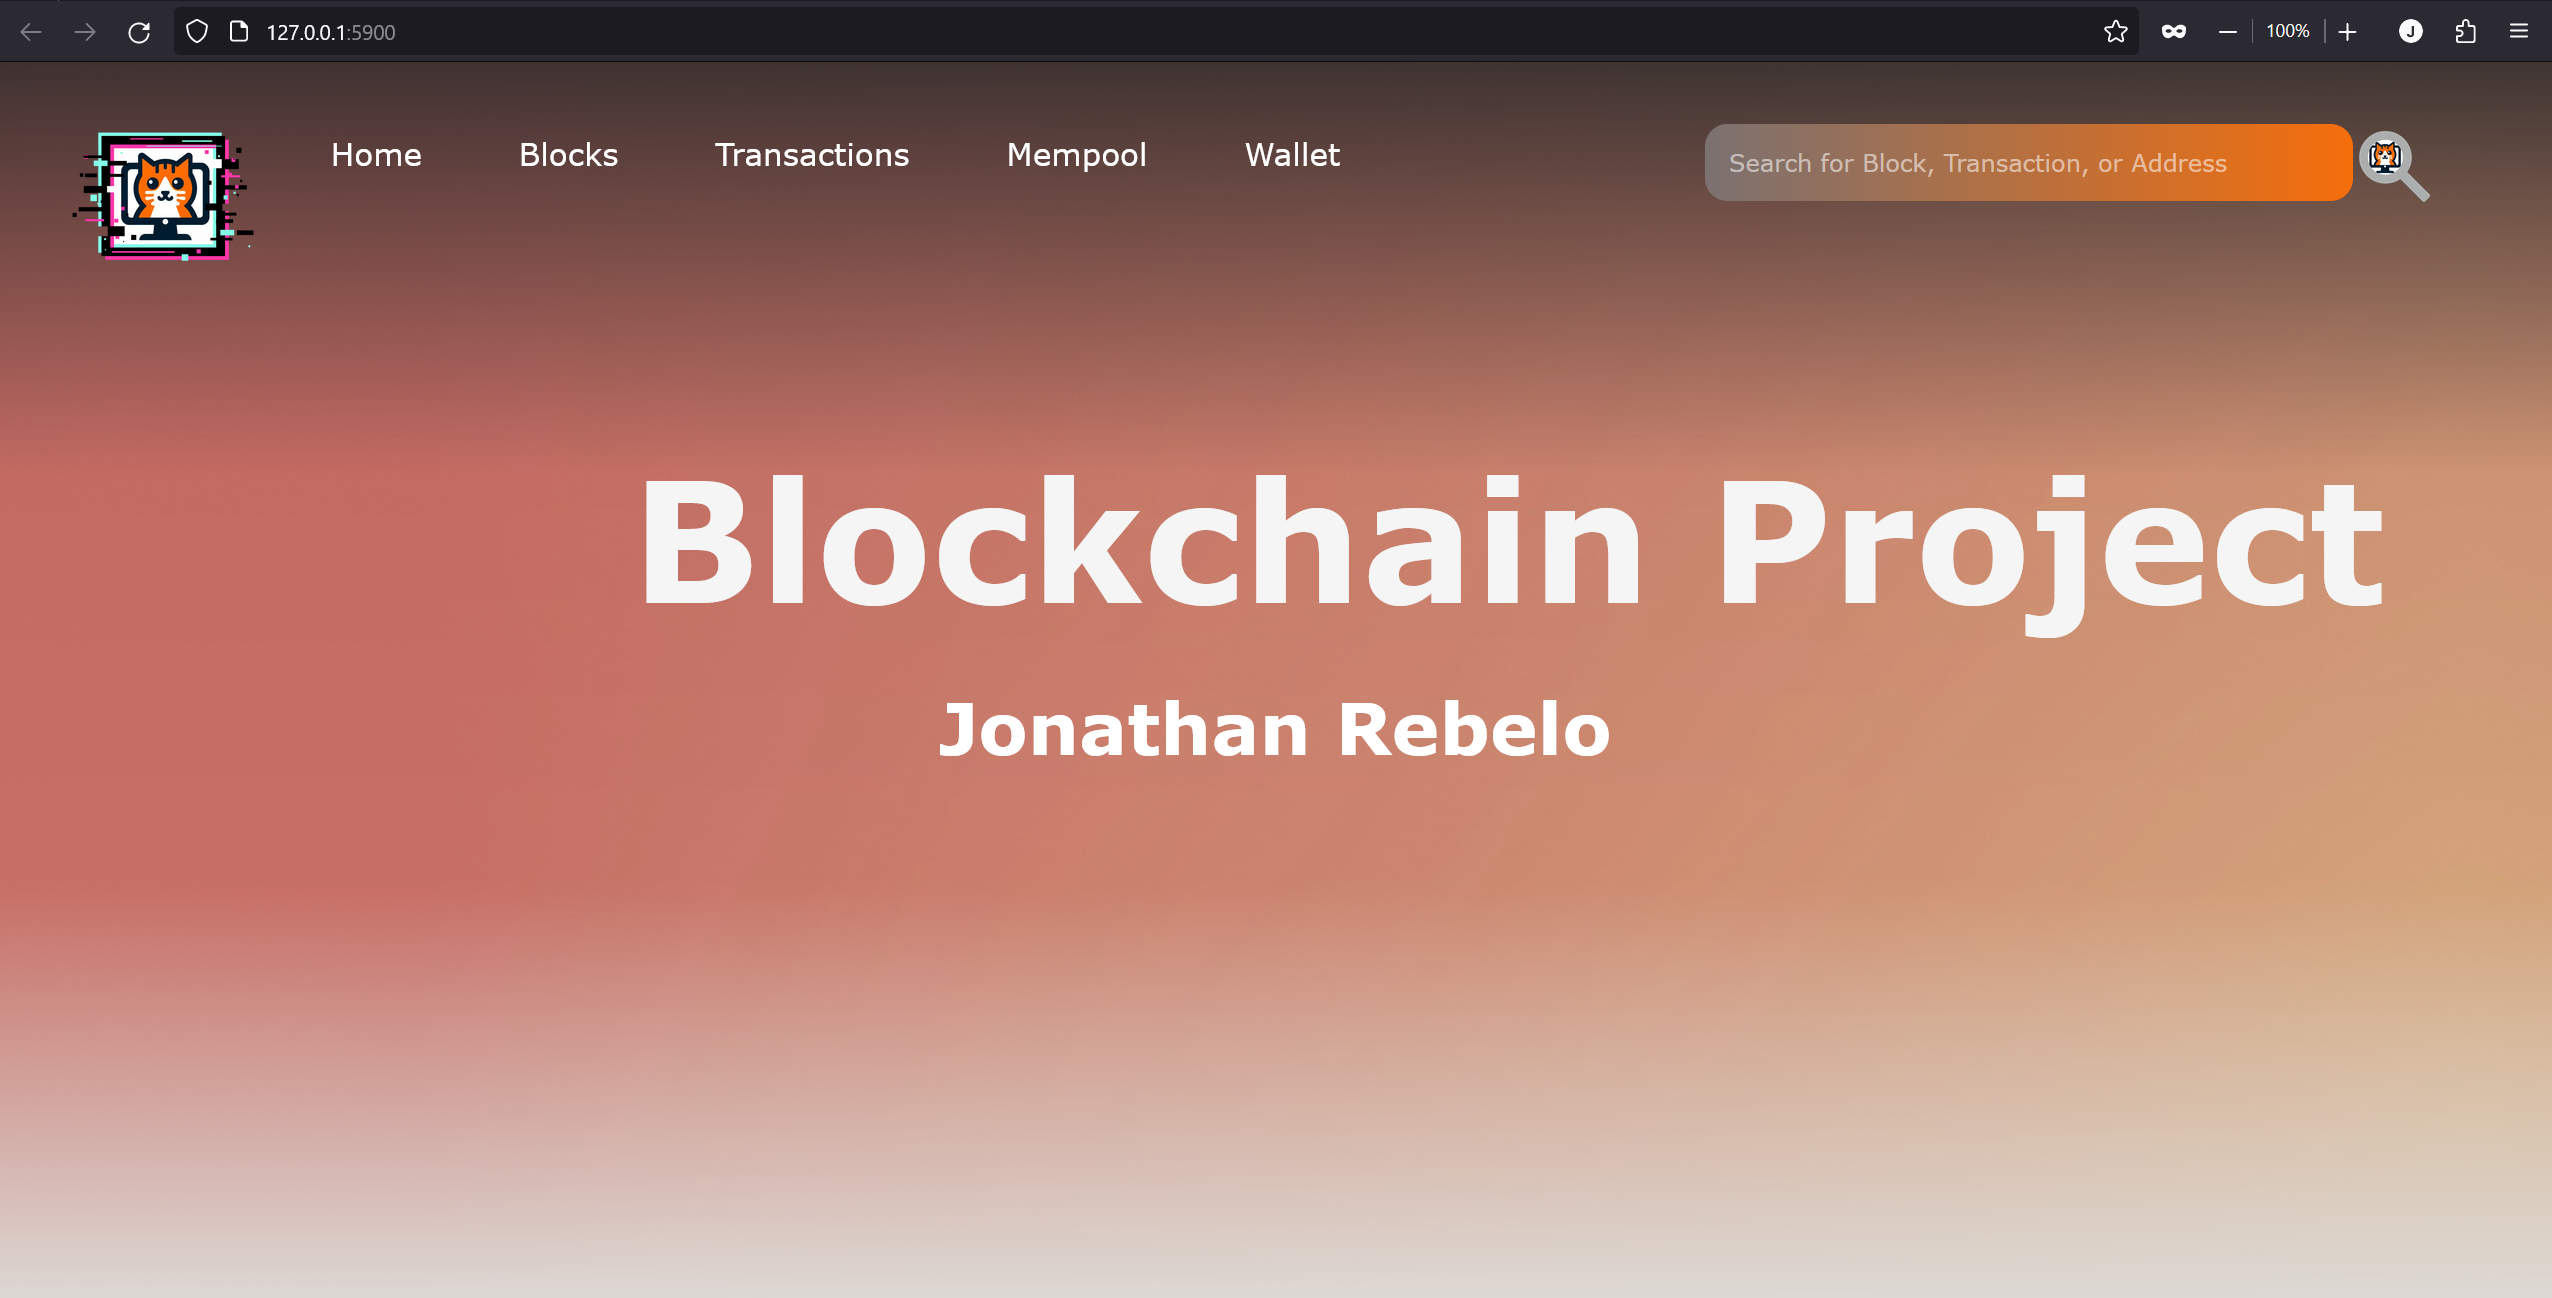 127.0.0.1:5900
100%
J
Home Blocks Transactions Mempool Wallet
Search for Block, Transaction, or Address
Blockchain Project
Jonathan Rebelo